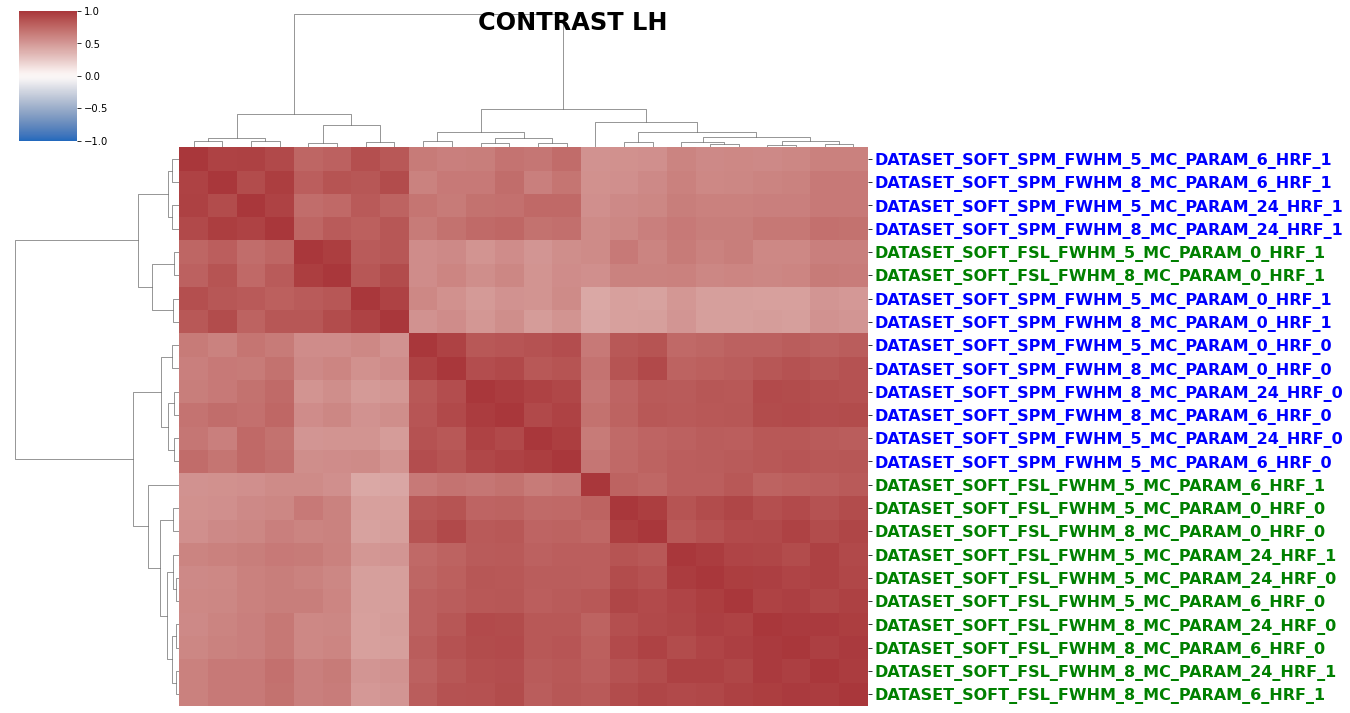 CONTRAST LH
1.0
0.5
0.0
−0.5
−1.0
DATASET_SOFT_SPM_FWHM_5_MC_PARAM_6_HRF_1
DATASET_SOFT_SPM_FWHM_8_MC_PARAM_6_HRF_1
DATASET_SOFT_SPM_FWHM_5_MC_PARAM_24_HRF_1
DATASET_SOFT_SPM_FWHM_8_MC_PARAM_24_HRF_1
DATASET_SOFT_FSL_FWHM_5_MC_PARAM_0_HRF_1
DATASET_SOFT_FSL_FWHM_8_MC_PARAM_0_HRF_1
DATASET_SOFT_SPM_FWHM_5_MC_PARAM_0_HRF_1
DATASET_SOFT_SPM_FWHM_8_MC_PARAM_0_HRF_1
DATASET_SOFT_SPM_FWHM_5_MC_PARAM_0_HRF_0
DATASET_SOFT_SPM_FWHM_8_MC_PARAM_0_HRF_0
DATASET_SOFT_SPM_FWHM_8_MC_PARAM_24_HRF_0
DATASET_SOFT_SPM_FWHM_8_MC_PARAM_6_HRF_0
DATASET_SOFT_SPM_FWHM_5_MC_PARAM_24_HRF_0
DATASET_SOFT_SPM_FWHM_5_MC_PARAM_6_HRF_0
DATASET_SOFT_FSL_FWHM_5_MC_PARAM_6_HRF_1
DATASET_SOFT_FSL_FWHM_5_MC_PARAM_0_HRF_0
DATASET_SOFT_FSL_FWHM_8_MC_PARAM_0_HRF_0
DATASET_SOFT_FSL_FWHM_5_MC_PARAM_24_HRF_1
DATASET_SOFT_FSL_FWHM_5_MC_PARAM_24_HRF_0
DATASET_SOFT_FSL_FWHM_5_MC_PARAM_6_HRF_0
DATASET_SOFT_FSL_FWHM_8_MC_PARAM_24_HRF_0
DATASET_SOFT_FSL_FWHM_8_MC_PARAM_6_HRF_0
DATASET_SOFT_FSL_FWHM_8_MC_PARAM_24_HRF_1
DATASET_SOFT_FSL_FWHM_8_MC_PARAM_6_HRF_1